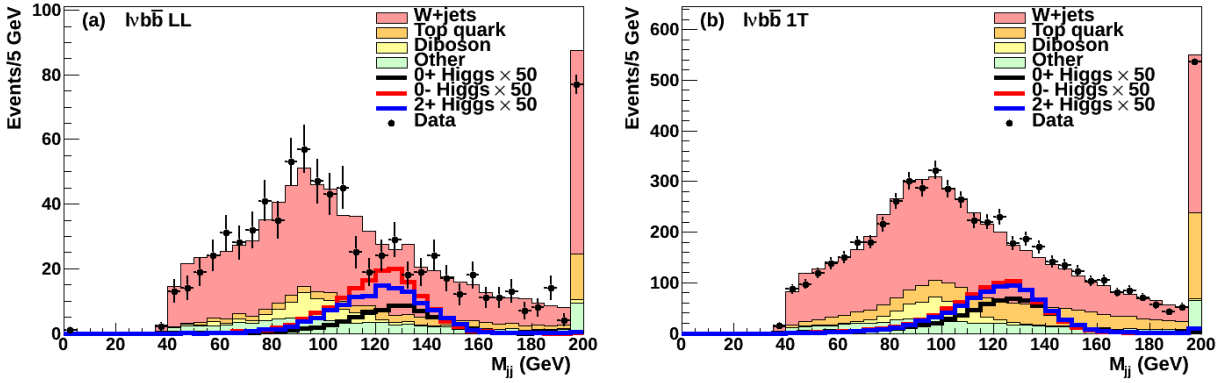 (a) lνbb̄ LL
W+jets
Top quark
Diboson
Other
0+ Higgs × 50
0- Higgs × 50
2+ Higgs × 50
Data
Events/5 GeV
100
80
60
40
20
0
0 20 40 60 80 100 120 140 160 180 200
M_jj (GeV)
(b) lνbb̄ 1T
W+jets
Top quark
Diboson
Other
0+ Higgs × 50
0- Higgs × 50
2+ Higgs × 50
Data
Events/5 GeV
600
500
400
300
200
100
0
0 20 40 60 80 100 120 140 160 180 200
M_jj (GeV)